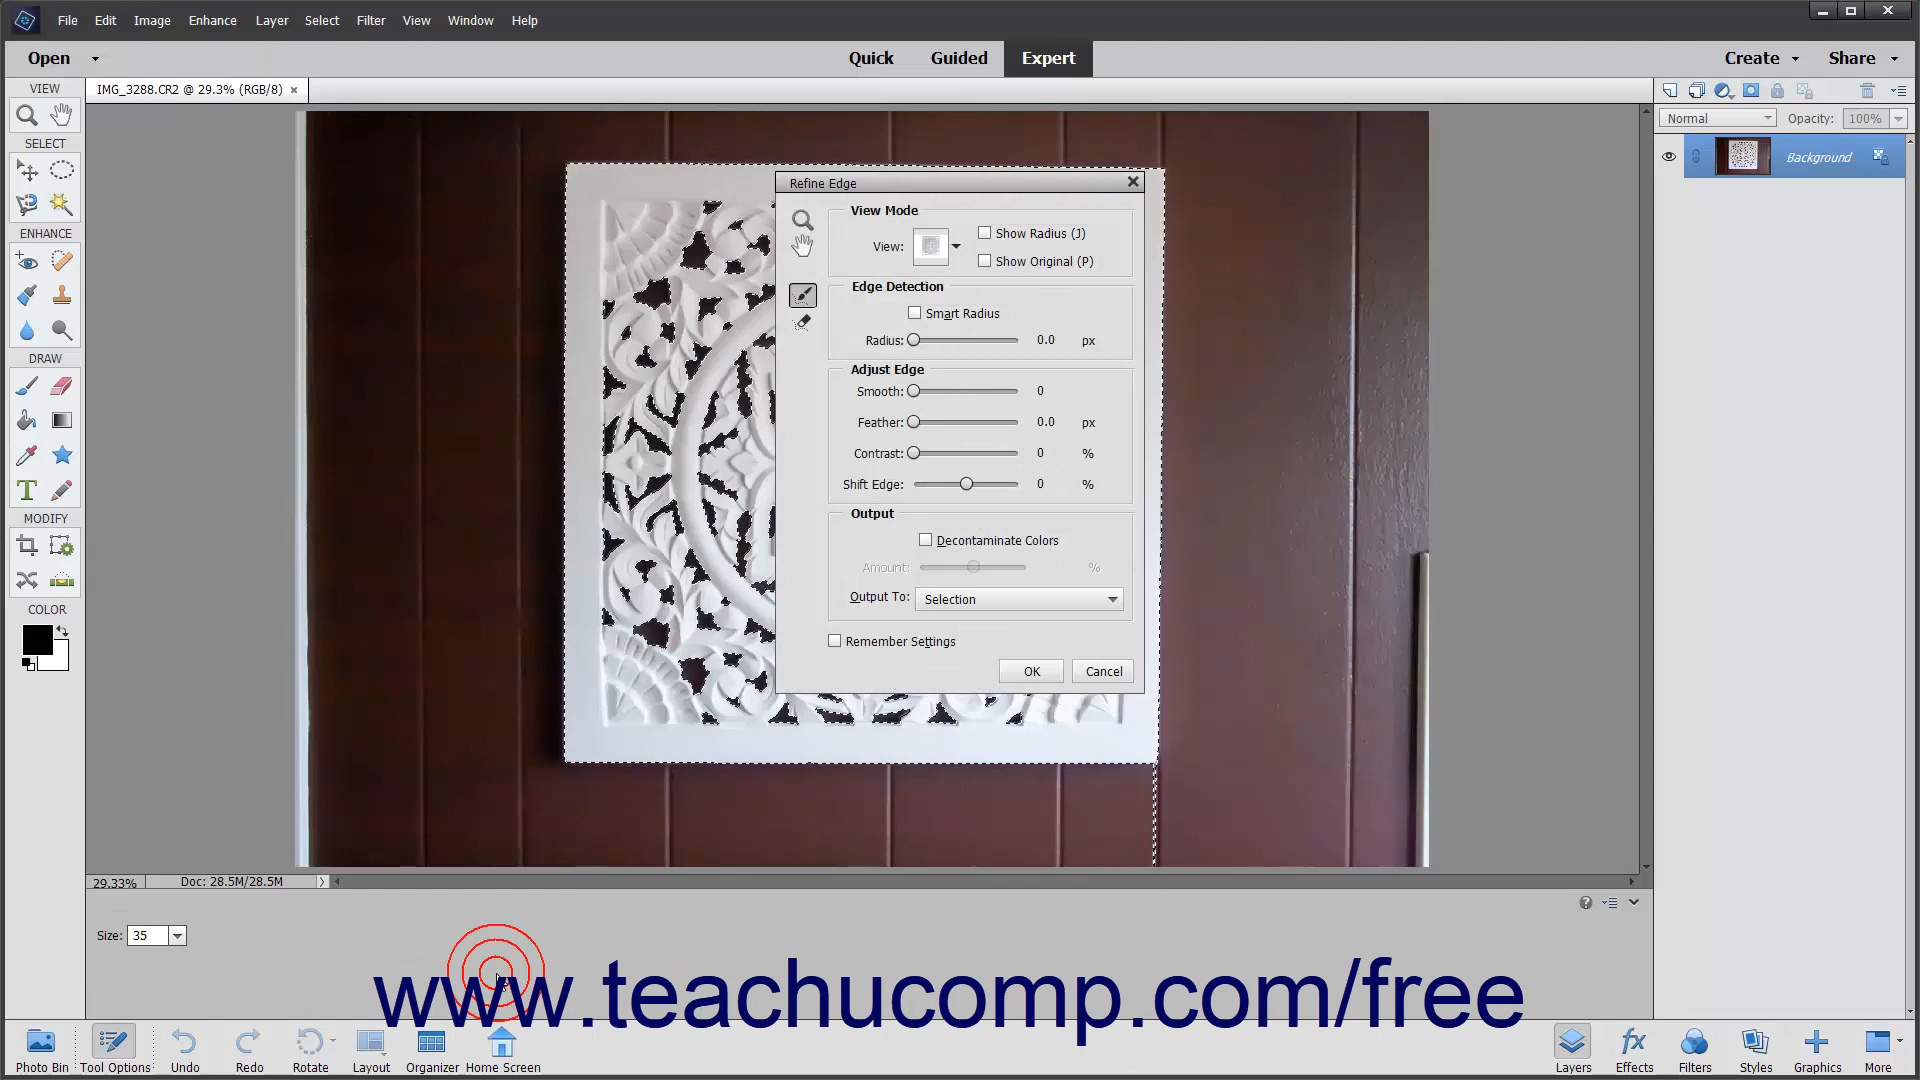 File Edit Image Enhance Layer Select Filter View Window Help
Open Quick Guided Expert Create Share
VIEW
IMG_3288.CR2 @ 29.3% (RGB/8) ×
Normal Opacity: 100%
SELECT
Background
Refine Edge
View Mode
View:
Show Radius (J)
Show Original (P)
ENHANCE
Edge Detection
Smart Radius
Radius: 0.0 px
DRAW
Adjust Edge
Smooth: 0
Feather: 0.0 px
Contrast: 0 %
Shift Edge: 0 %
MODIFY
Output
Decontaminate Colors
Amount: %
Output To: Selection
COLOR
Remember Settings
OK Cancel
29.33% Doc: 28.5M/28.5M
Size: 35
www.teachucomp.com/free
Photo Bin Tool Options Undo Redo Rotate Layout Organizer Home Screen Layers Effects Filters Styles Graphics More